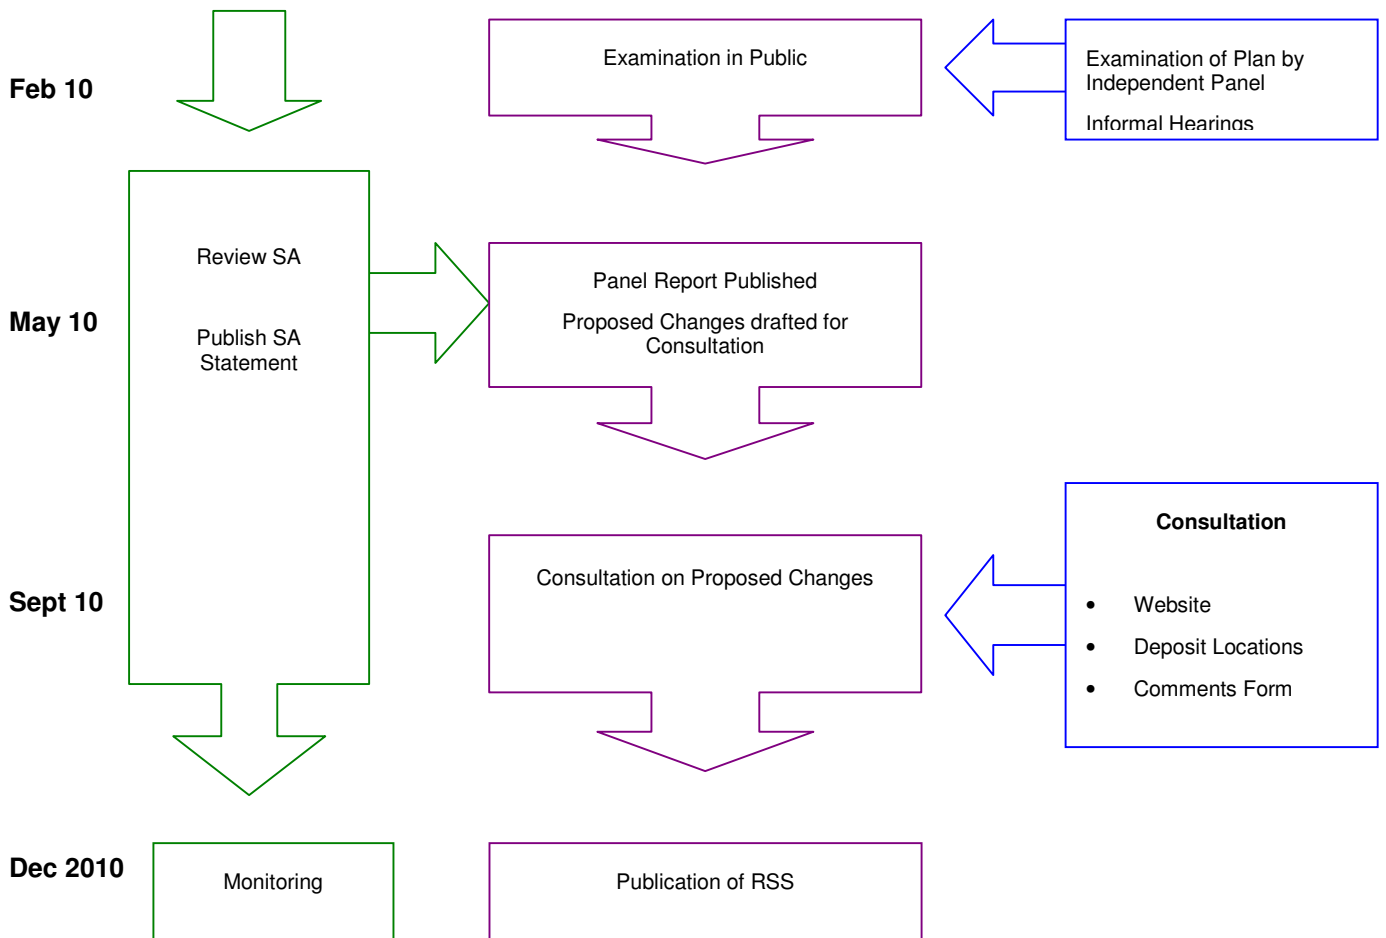 Feb 10
Examination in Public
Examination of Plan by
Independent Panel
Informal Hearings
May 10
Review SA
Publish SA
Statement
Panel Report Published
Proposed Changes drafted for
Consultation
Sept 10
Consultation on Proposed Changes
Consultation
• Website
• Deposit Locations
• Comments Form
Dec 2010
Monitoring
Publication of RSS